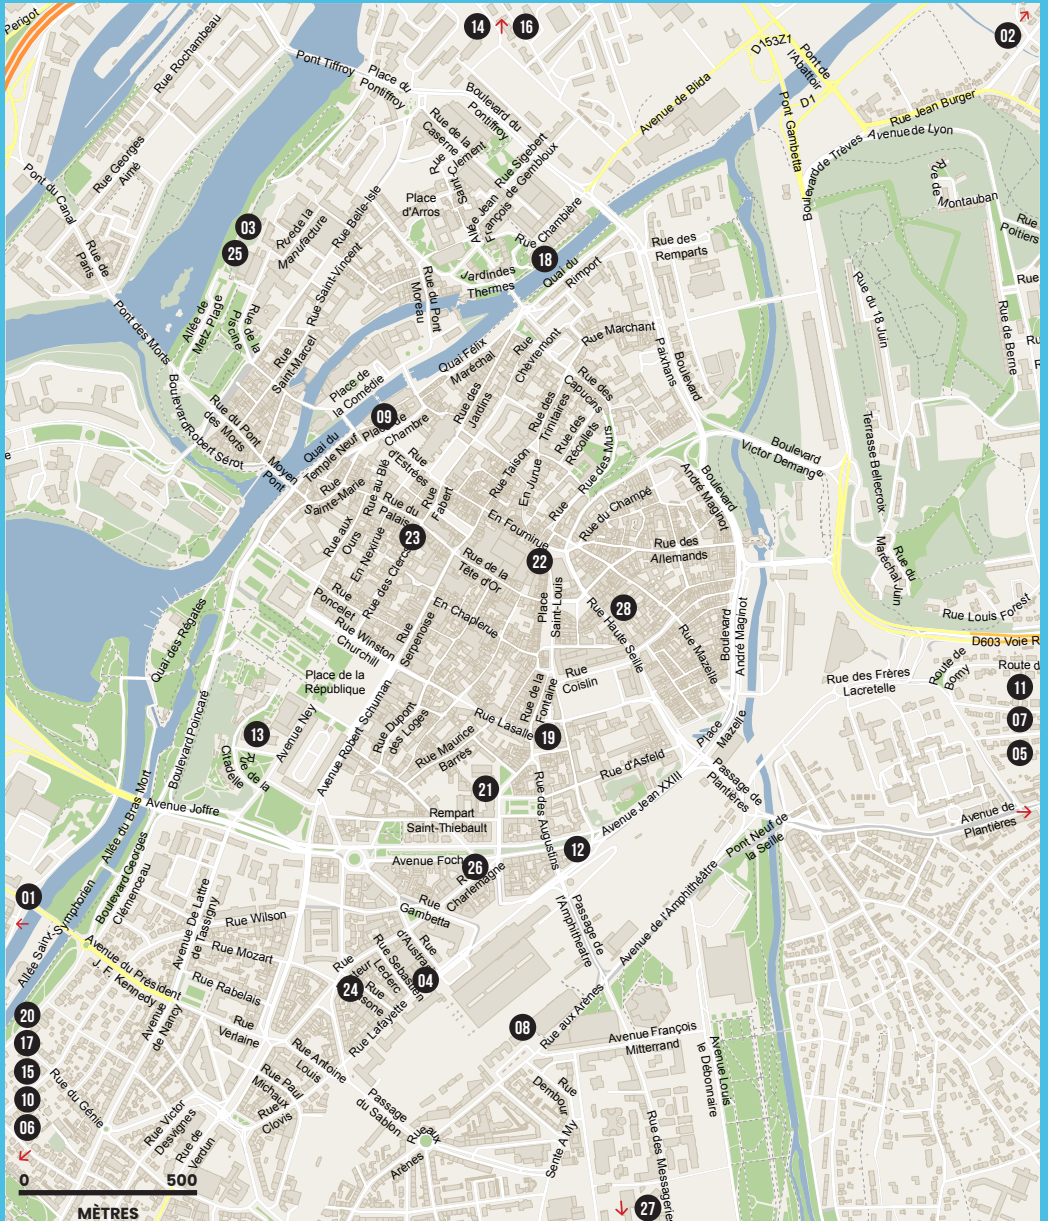 14
16
02
Perigot
Rue Rochambeau
Pont Tiffroy
Place du
Pontiffroy
Boulevard du
Pontiffroy
D153Z1
Pont de
l'Abattoir
D1
Avenue de Blida
Pont Gambetta
Rue Jean Burger
Avenue de Lyon
Boulevard de Trèves
Rue de la
Caserne
Rue
Saint-Clément
Rue Sigebert
de Gembloux
Rue Georges
Aimé
Pont du Canal
Rue de
Paris
Place
d'Arros
Allée Jean
François
Rue Chambière
Rue de
Montauban
Rue
Poitiers
03
25
Rue de la
Manufacture
Rue Belle-Isle
Rue Saint-Vincent
18
Rue des
Remparts
Jardin des
Thermes
Quai du
Rimport
Rue du Pont
Moreau
Rue
Rue du 18 Juin
Rue de Berne
Allée de
Metz Plage
Rue de la
Piscine
Pont des Morts
Rue
Saint-Marcel
Quai Félix
Maréchal
Rue
Chèvremont
Rue Marchant
Boulevard
Paixhans
Place de
la Comédie
Boulevard
Robert Sérot
Rue du Pont
des Morts
09
Place de
Chambre
Rue des
Jardins
Rue des
Capucins
Rue des
Trinitaires
Rue des
Récollets
Rue des Murs
Quai du
Temple Neuf
Moyen
Pont
Rue
d'Estrées
Rue
Sainte-Marie
Rue au Blé
Rue
Fabert
Rue Taison
En Jurue
Rue
Boulevard
Victor Demange
Boulevard
André Maginot
Terrasse Bellecroix
Rue du
Palais
23
Rue aux
Ours
En Nexirue
En Fournirue
Rue du Champé
Rue des
Allemands
22
Rue de la
Tête d'Or
Rue des Clercs
Rue
Poncelet
En Chaplerue
Place
Saint-Louis
28
Rue Haute Seille
Rue Mazelle
Boulevard
André Maginot
Rue du
Maréchal Juin
Rue Louis Forest
D603 Voie R
Quai des Régates
Rue Winston
Churchill
Rue
Serpenoise
Place de la
République
Rue
Coislin
Rue de la
Fontaine
Rue des Frères
Lacretelle
Route de
Borny
Route d
11
07
05
Boulevard Poincaré
13
Rue de la
Citadelle
Avenue Ney
Avenue Robert Schuman
Rue Dupont
des Loges
Rue Lasalle
19
Rue Maurice
Barrès
Place
Mazelle
Rue d'Asfeld
Passage de
Plantières
21
Avenue Jean XXIII
Avenue de
Plantières
Allée du Bras Mort
Avenue Joffre
Rempart
Saint-Thiebault
Rue des Augustins
12
Pont Neuf de
la Seille
Avenue Foch
26
Rue
Charlemagne
01
Boulevard Georges
Clémenceau
Allée Saint-Symphorien
Avenue De Lattre
de Tassigny
Rue Wilson
Rue Mozart
Rue Rabelais
Rue
Gambetta
Passage de
l'Amphitheatre
Avenue de l'Amphithéâtre
Avenue du Président
J. F. Kennedy
Avenue
de Nancy
Rue
Verlaine
Rue
24
Rue
d'Austrasie
Rue Sébastien
Leclerc
Rue
04
Rue Lafayette
20
17
15
10
06
08
Rue aux Arènes
Avenue François
Mitterrand
Avenue Louis
le Débonnaire
Rue du Génie
Rue Antoine
Louis
Rue Paul
Michaux
Rue
Clovis
Rue Victor
Desvignes
Rue de
Verdun
Passage
du Sablon
Rue aux
Arènes
Rue
Dembour
Sente A My
Rue des Messageries
27
0
500
MÈTRES